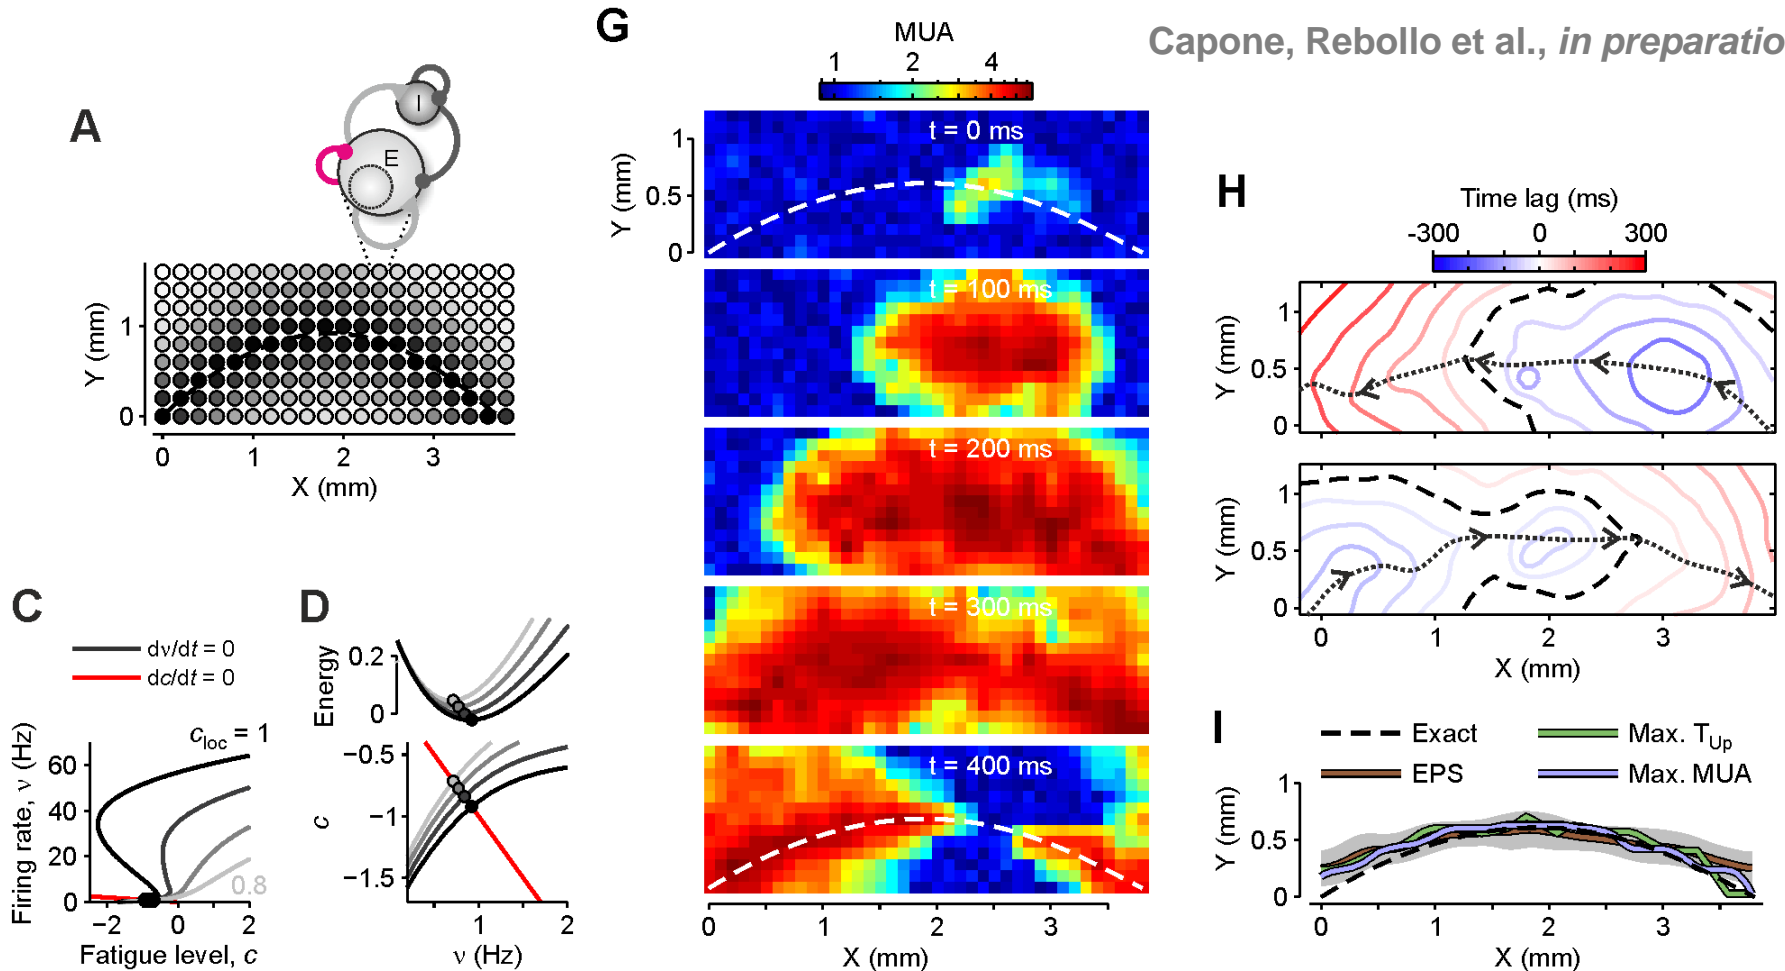 Capone, Rebollo et al., in preparatio
A
I
E
Y (mm)
1
0
0 1 2 3
X (mm)
C
dν/dt = 0
dc/dt = 0
Firing rate, ν (Hz)
60
40
20
0
cloc = 1
0.8
−2 0 2
Fatigue level, c
D
Energy
0.2
0
c
−0.5
−1
−1.5
1 2
ν (Hz)
G
MUA
1 2 4
t = 0 ms
Y (mm)
1
0.5
0
t = 100 ms
t = 200 ms
t = 300 ms
t = 400 ms
0 1 2 3
X (mm)
H
Time lag (ms)
-300 0 300
Y (mm)
1
0.5
0
Y (mm)
1
0.5
0
0 1 2 3
X (mm)
I
Exact
EPS
Max. TUp
Max. MUA
Y (mm)
1
0.5
0
0 1 2 3
X (mm)